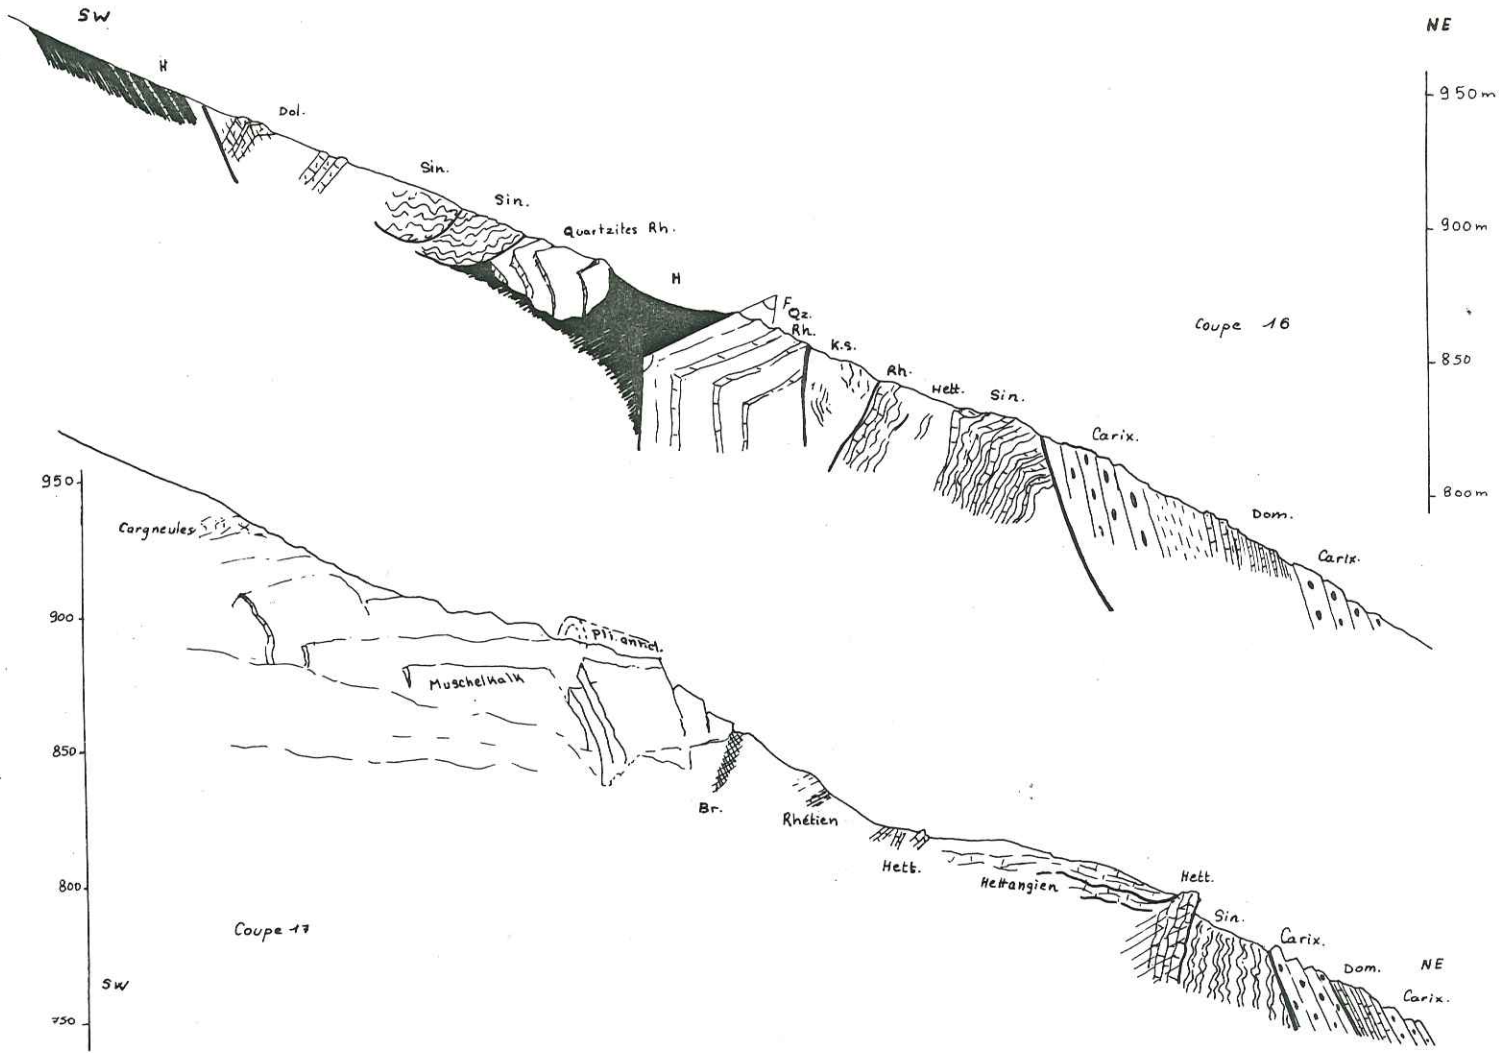 SW
NE
H
950m
Dol.
Sin.
Sin.
900m
Quartzites Rh.
H
F
Qz.
Rh.
Coupe 16
K.s.
850
Rh.
Hett.
Sin.
Carix.
800m
Dom.
Carix.
950
Cargneules
900
Pli anticl.
Muschelkalk
850
Br.
Rhétien
Hett.
Hettangien
Hett.
800
Sin.
Coupe 17
Carix.
Dom.
NE
SW
Carix.
750